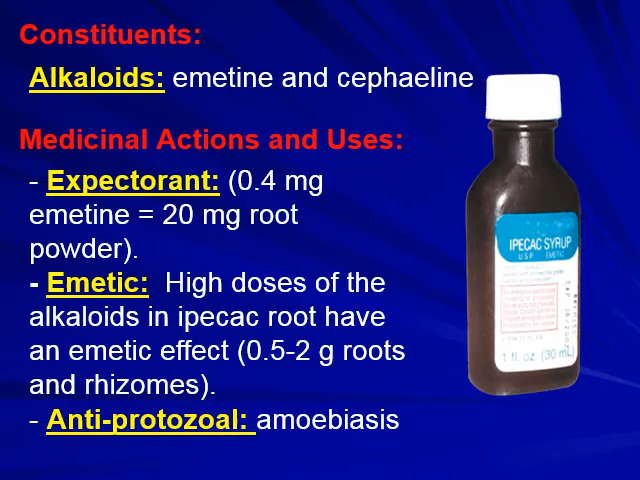 Constituents:
Alkaloids: emetine and cephaeline
Medicinal Actions and Uses:
- Expectorant: (0.4 mg
emetine = 20 mg root
powder).
- Emetic:  High doses of the
alkaloids in ipecac root have
an emetic effect (0.5-2 g roots
and rhizomes).
- Anti-protozoal: amoebiasis
IPECAC SYRUP
U.S.P. EMETIC
1 fl. oz. (30 mL)